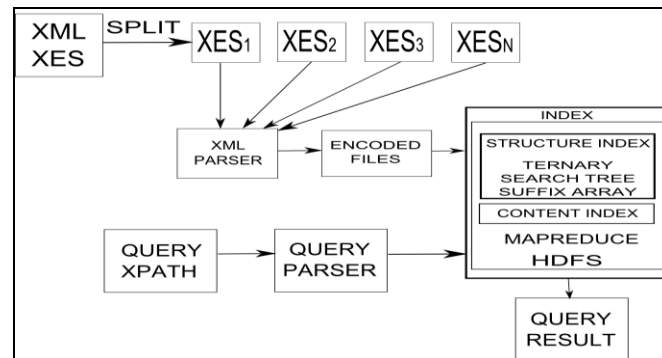 XML
XES
SPLIT
XES1
XES2
XES3
XESN
XML
PARSER
ENCODED
FILES
INDEX
STRUCTURE INDEX
TERNARY
SEARCH TREE
SUFFIX ARRAY
CONTENT INDEX
MAPREDUCE
HDFS
QUERY
XPATH
QUERY
PARSER
QUERY
RESULT